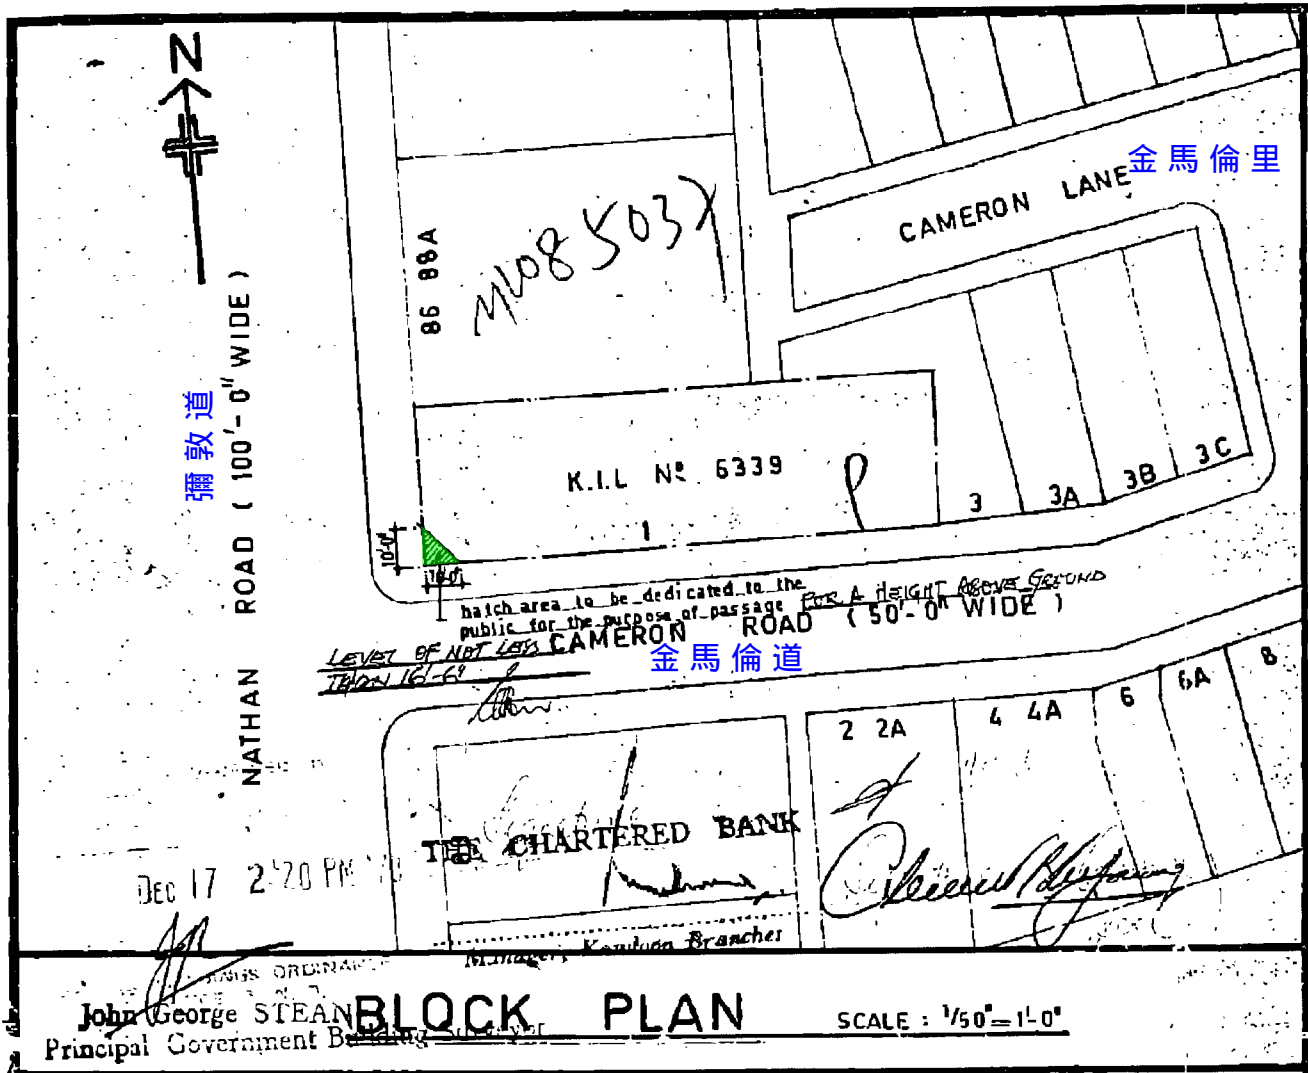 N
金馬倫里
CAMERON LANE
86 88A
彌敦道
NATHAN ROAD ( 100'-0" WIDE )
K.I.L Nº 6339
1
3
3A
3B
3C
10'-0"
10'-0"
hatch area to be dedicated to the
public for the purpose of passage FOR A HEIGHT ABOVE GROUND
LEVEL OF NOT LESS
THAN 16'-6"
CAMERON ROAD ( 50'-0" WIDE )
金馬倫道
2 2A
4 4A
6
6A
8
THE CHARTERED BANK
Manager, Kowloon Branches
DEC 17 2 20 PM
John George STEAN
Principal Government Building Surveyor
BLOCK PLAN
SCALE : 1/50"=1'-0"